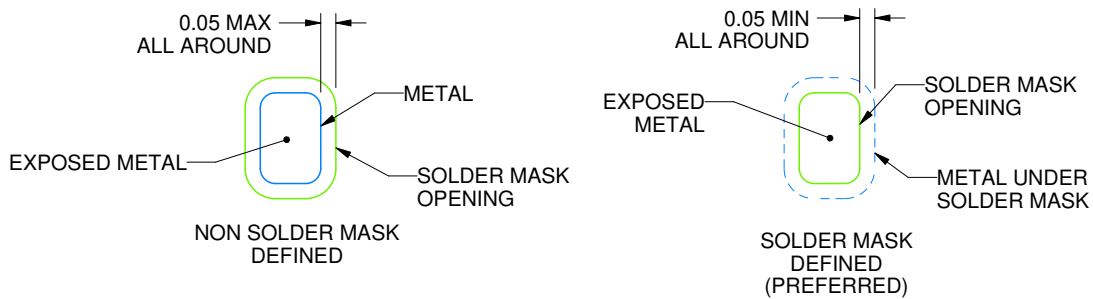 0.05 MAX
ALL AROUND
METAL
EXPOSED METAL
SOLDER MASK
OPENING
NON SOLDER MASK
DEFINED
0.05 MIN
ALL AROUND
SOLDER MASK
OPENING
EXPOSED
METAL
METAL UNDER
SOLDER MASK
SOLDER MASK
DEFINED
(PREFERRED)